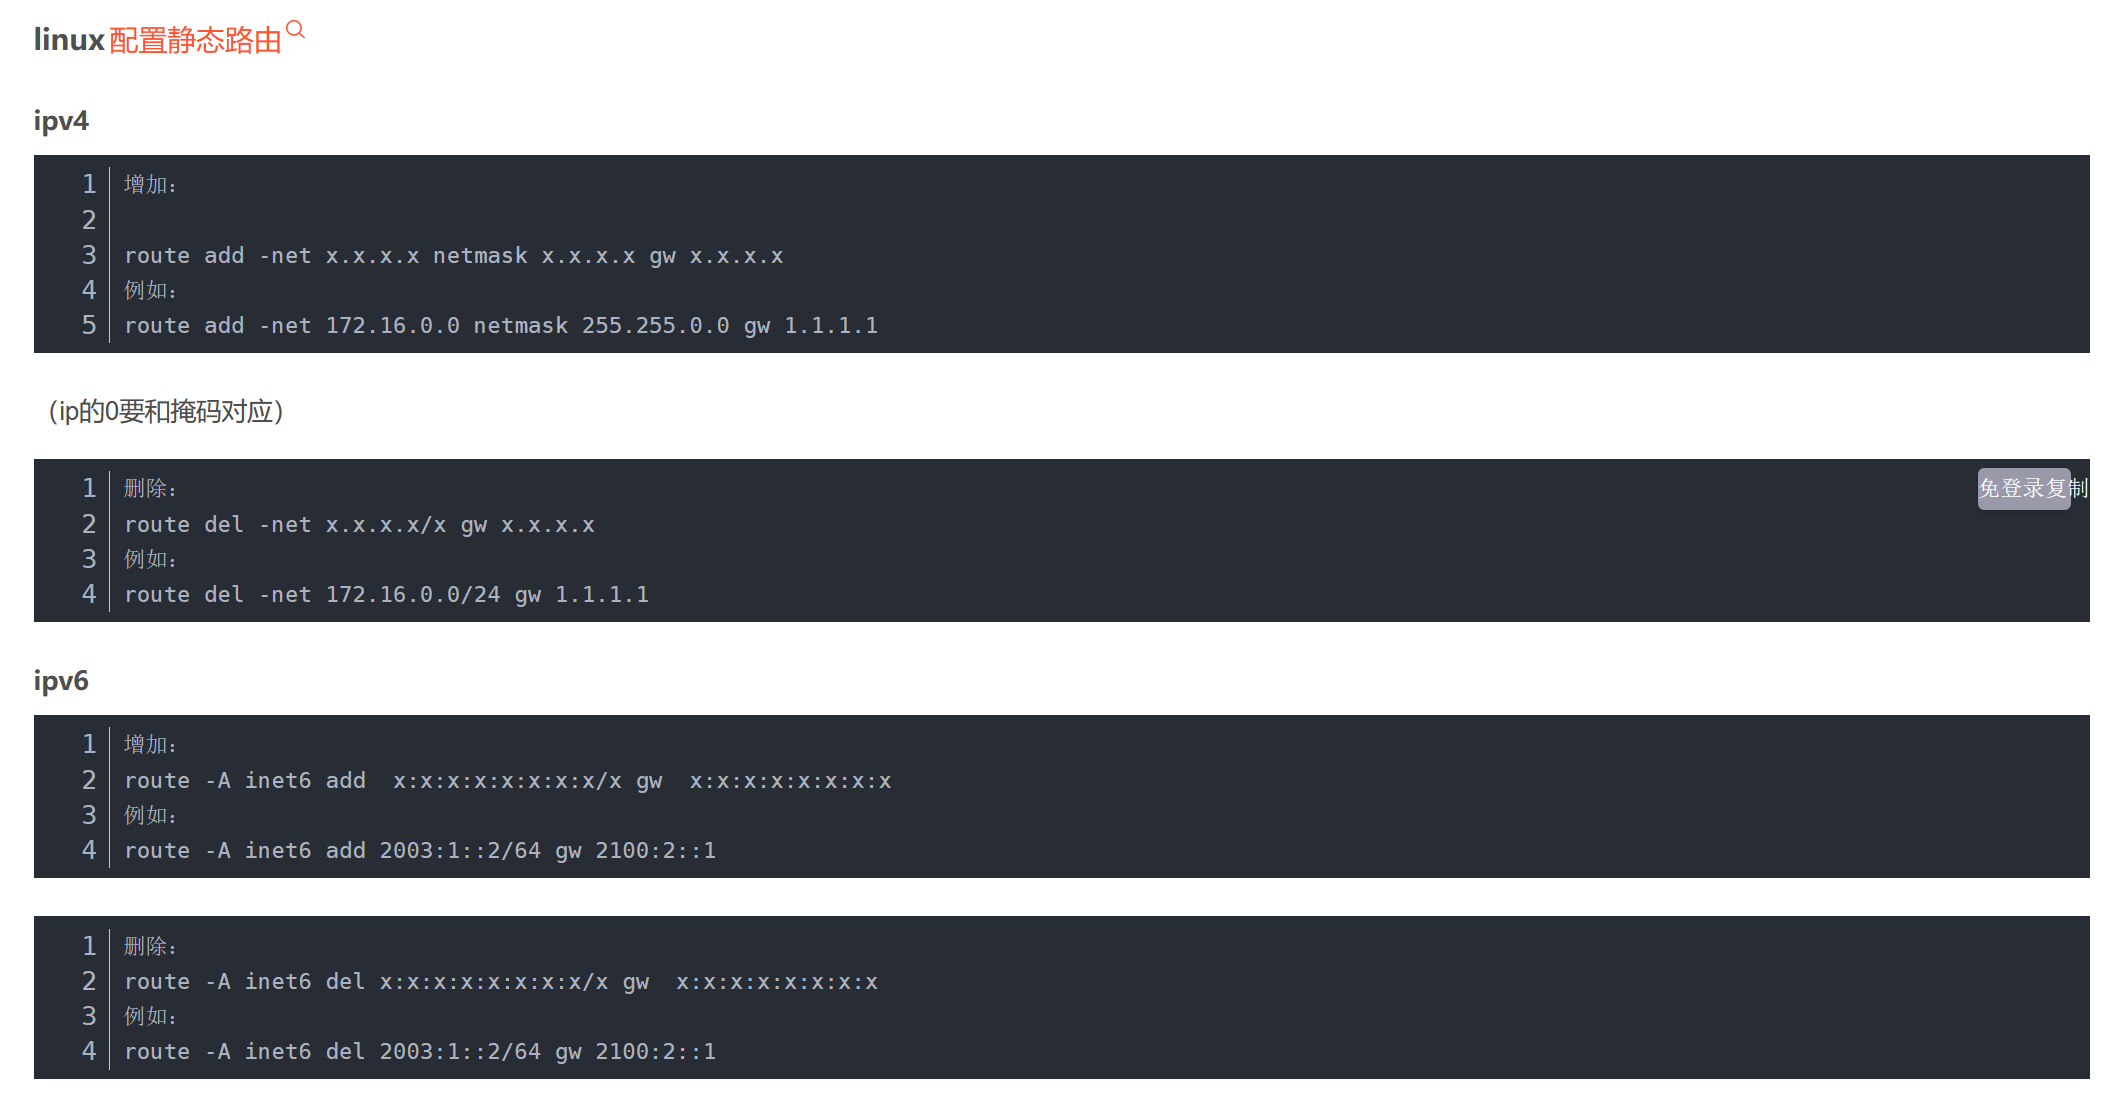 linux配置静态路由
ipv4
1 增加：
2
3 route add -net x.x.x.x netmask x.x.x.x gw x.x.x.x
4 例如：
5 route add -net 172.16.0.0 netmask 255.255.0.0 gw 1.1.1.1
（ip的0要和掩码对应）
1 删除： 免登录复制
2 route del -net x.x.x.x/x gw x.x.x.x
3 例如：
4 route del -net 172.16.0.0/24 gw 1.1.1.1
ipv6
1 增加：
2 route -A inet6 add  x:x:x:x:x:x:x:x/x gw  x:x:x:x:x:x:x:x
3 例如：
4 route -A inet6 add 2003:1::2/64 gw 2100:2::1
1 删除：
2 route -A inet6 del x:x:x:x:x:x:x:x/x gw  x:x:x:x:x:x:x:x
3 例如：
4 route -A inet6 del 2003:1::2/64 gw 2100:2::1